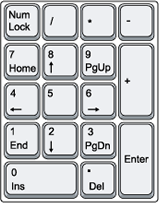 Num
Lock
/
*
-
7
Home
8
↑
9
PgUp
+
4
←
5
6
→
1
End
2
↓
3
PgDn
Enter
0
Ins
.
Del